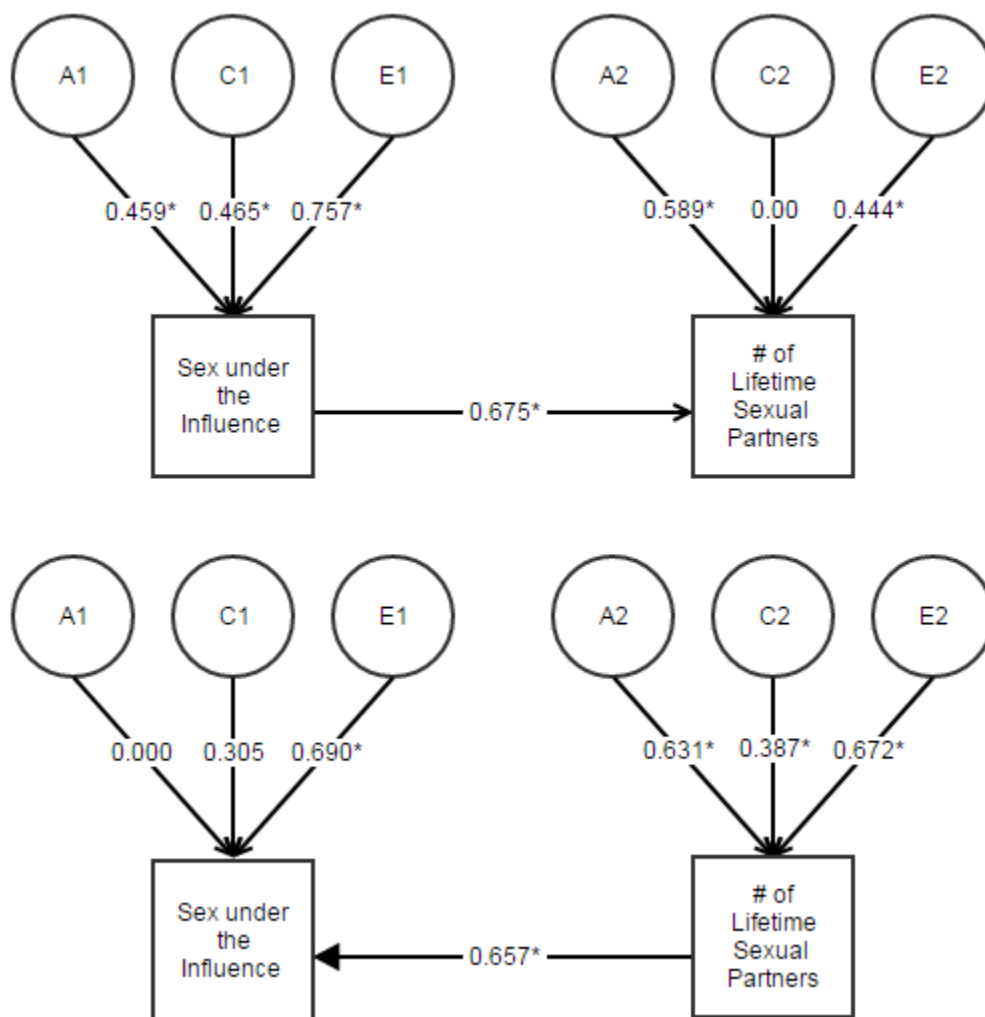 A1 C1 E1 A2 C2 E2
0.459* 0.465* 0.757* 0.589* 0.00 0.444*
Sex under
the
Influence
0.675*
# of
Lifetime
Sexual
Partners
A1 C1 E1 A2 C2 E2
0.000 0.305 0.690* 0.631* 0.387* 0.672*
Sex under
the
Influence
0.657*
# of
Lifetime
Sexual
Partners